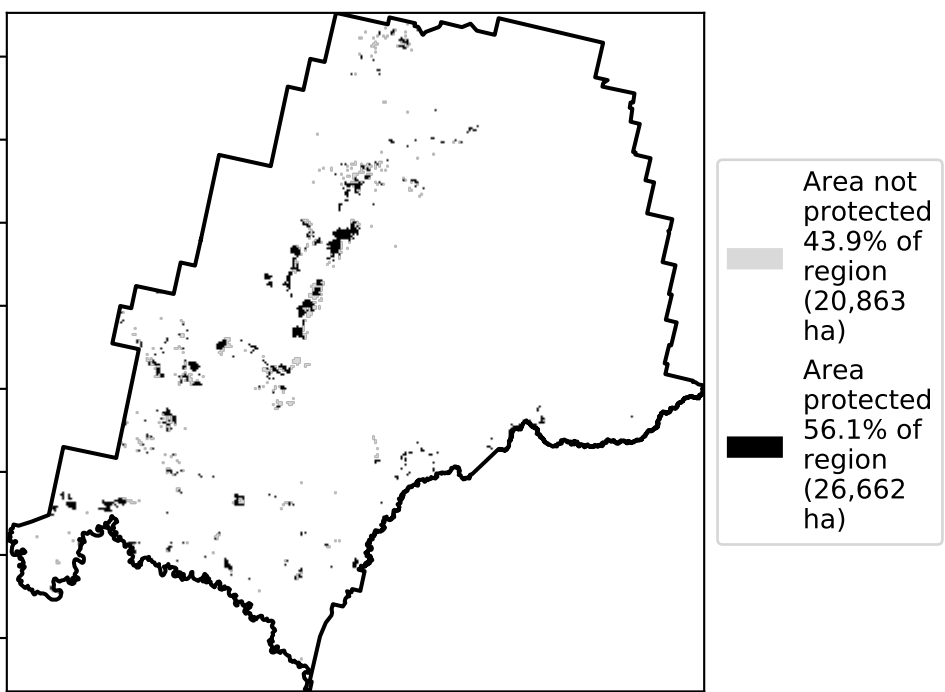 Area not
protected
43.9% of
region
(20,863
ha)
Area
protected
56.1% of
region
(26,662
ha)